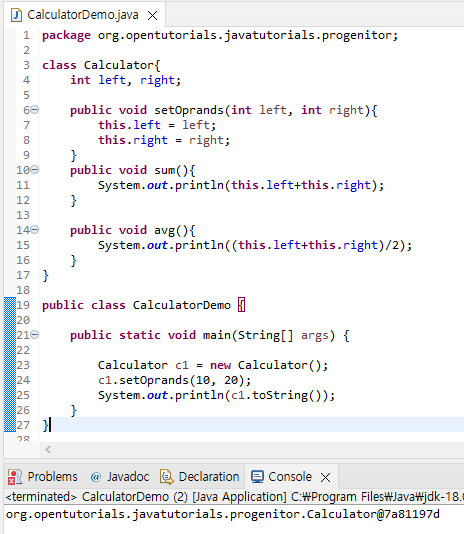 CalculatorDemo.java
1 package org.opentutorials.javatutorials.progenitor;
2
3 class Calculator{
4     int left, right;
5
6     public void setOprands(int left, int right){
7         this.left = left;
8         this.right = right;
9     }
10     public void sum(){
11         System.out.println(this.left+this.right);
12     }
13
14     public void avg(){
15         System.out.println((this.left+this.right)/2);
16     }
17 }
18
19 public class CalculatorDemo {
20
21     public static void main(String[] args) {
22
23         Calculator c1 = new Calculator();
24         c1.setOprands(10, 20);
25         System.out.println(c1.toString());
26     }
27 }
28
Problems @ Javadoc Declaration Console
<terminated> CalculatorDemo (2) [Java Application] C:₩Program Files₩Java₩jdk-18.0
org.opentutorials.javatutorials.progenitor.Calculator@7a81197d